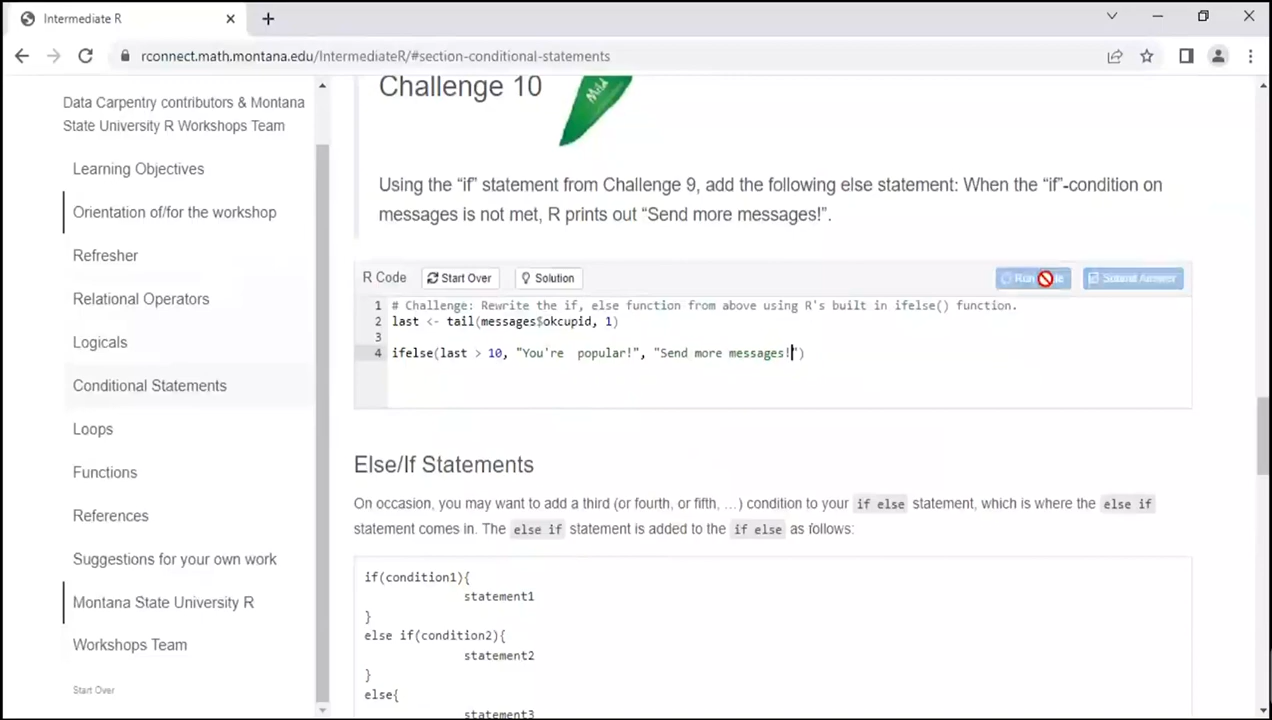 Intermediate R
rconnect.math.montana.edu/IntermediateR/#section-conditional-statements
Data Carpentry contributors & Montana
State University R Workshops Team
Learning Objectives
Orientation of/for the workshop
Refresher
Relational Operators
Logicals
Conditional Statements
Loops
Functions
References
Suggestions for your own work
Montana State University R
Workshops Team
Start Over
Challenge 10
Mild
Using the “if” statement from Challenge 9, add the following else statement: When the “if”-condition on
messages is not met, R prints out “Send more messages!”.
R Code Start Over Solution Run Submit Answer
1 # Challenge: Rewrite the if, else function from above using R's built in ifelse() function.
2 last <- tail(messages$okcupid, 1)
3
4 ifelse(last > 10, "You're  popular!", "Send more messages!")
Else/If Statements
On occasion, you may want to add a third (or fourth, or fifth, …) condition to your if else statement, which is where the else if
statement comes in. The else if statement is added to the if else as follows:
if(condition1){
statement1
}
else if(condition2){
statement2
}
else{
statement3